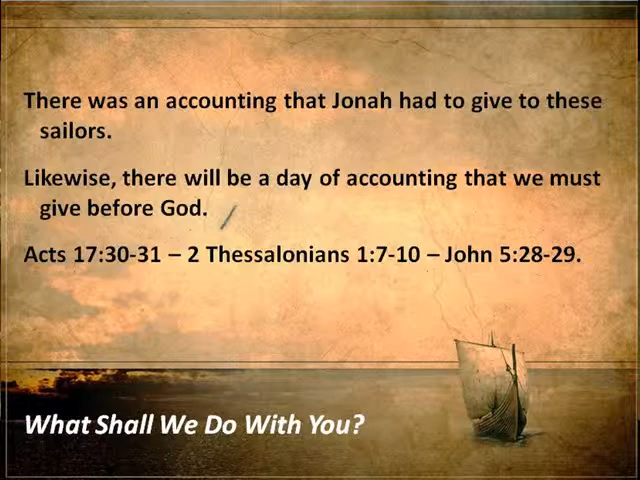 There was an accounting that Jonah had to give to these
sailors.
Likewise, there will be a day of accounting that we must
give before God.
Acts 17:30-31 – 2 Thessalonians 1:7-10 – John 5:28-29.
What Shall We Do With You?